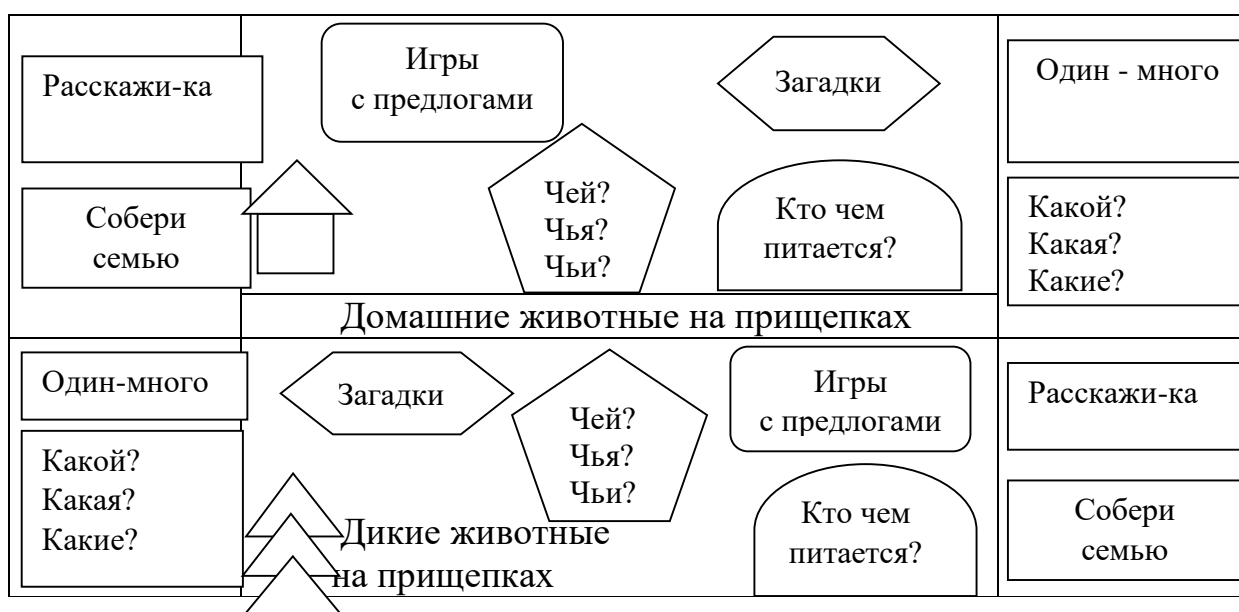 Расскажи-ка
Игры
с предлогами
Загадки
Один - много
Собери
семью
Чей?
Чья?
Чьи?
Кто чем
питается?
Какой?
Какая?
Какие?
Домашние животные на прищепках
Один-много
Загадки
Чей?
Чья?
Чьи?
Игры
с предлогами
Расскажи-ка
Какой?
Какая?
Какие?
Дикие животные
на прищепках
Кто чем
питается?
Собери
семью